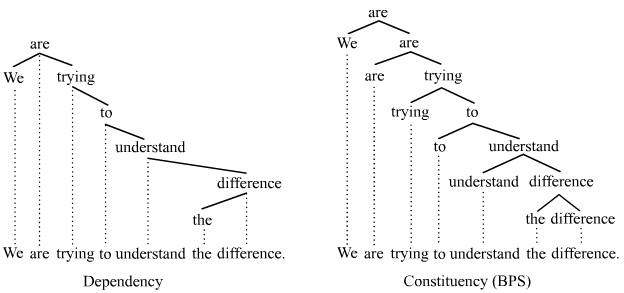 are
We trying
to
understand
difference
the
We are trying to understand the difference.
Dependency
are
We are
are trying
trying to
to understand
understand difference
the difference
We are trying to understand the difference.
Constituency (BPS)